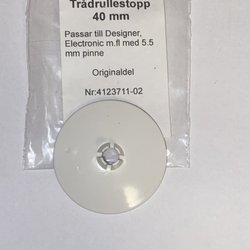 Trådrullestopp
40 mm
Passar till Designer,
Electronic m.fl med 5.5
mm pinne
Originaldel
Nr:4123711-02